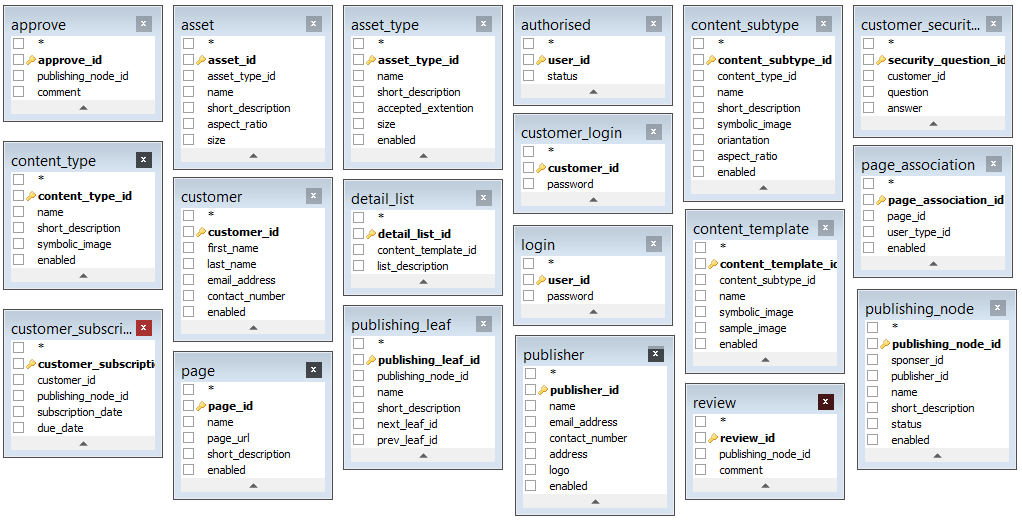 approve
*
approve_id
publishing_node_id
comment
asset
*
asset_id
asset_type_id
name
short_description
aspect_ratio
size
asset_type
*
asset_type_id
name
short_description
accepted_extention
size
enabled
authorised
*
user_id
status
content_subtype
*
content_subtype_id
content_type_id
name
short_description
symbolic_image
oriantation
aspect_ratio
enabled
customer_securit...
*
security_question_id
customer_id
question
answer
content_type
*
content_type_id
name
short_description
symbolic_image
enabled
customer
*
customer_id
first_name
last_name
email_address
contact_number
enabled
detail_list
*
detail_list_id
content_template_id
list_description
customer_login
*
customer_id
password
login
*
user_id
password
content_template
*
content_template_id
content_subtype_id
name
symbolic_image
sample_image
enabled
page_association
*
page_association_id
page_id
user_type_id
enabled
customer_subscri...
*
customer_subscripti
customer_id
publishing_node_id
subscription_date
due_date
page
*
page_id
name
page_url
short_description
enabled
publishing_leaf
*
publishing_leaf_id
publishing_node_id
name
short_description
next_leaf_id
prev_leaf_id
publisher
*
publisher_id
name
email_address
contact_number
address
logo
enabled
review
*
review_id
publishing_node_id
comment
publishing_node
*
publishing_node_id
sponser_id
publisher_id
name
short_description
status
enabled